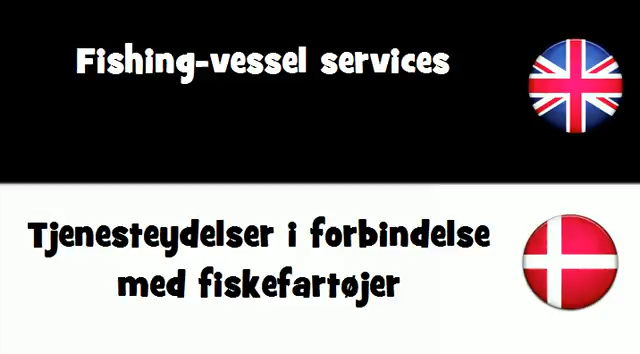 Fishing-vessel services
Tjenesteydelser i forbindelse
med fiskefartøjer